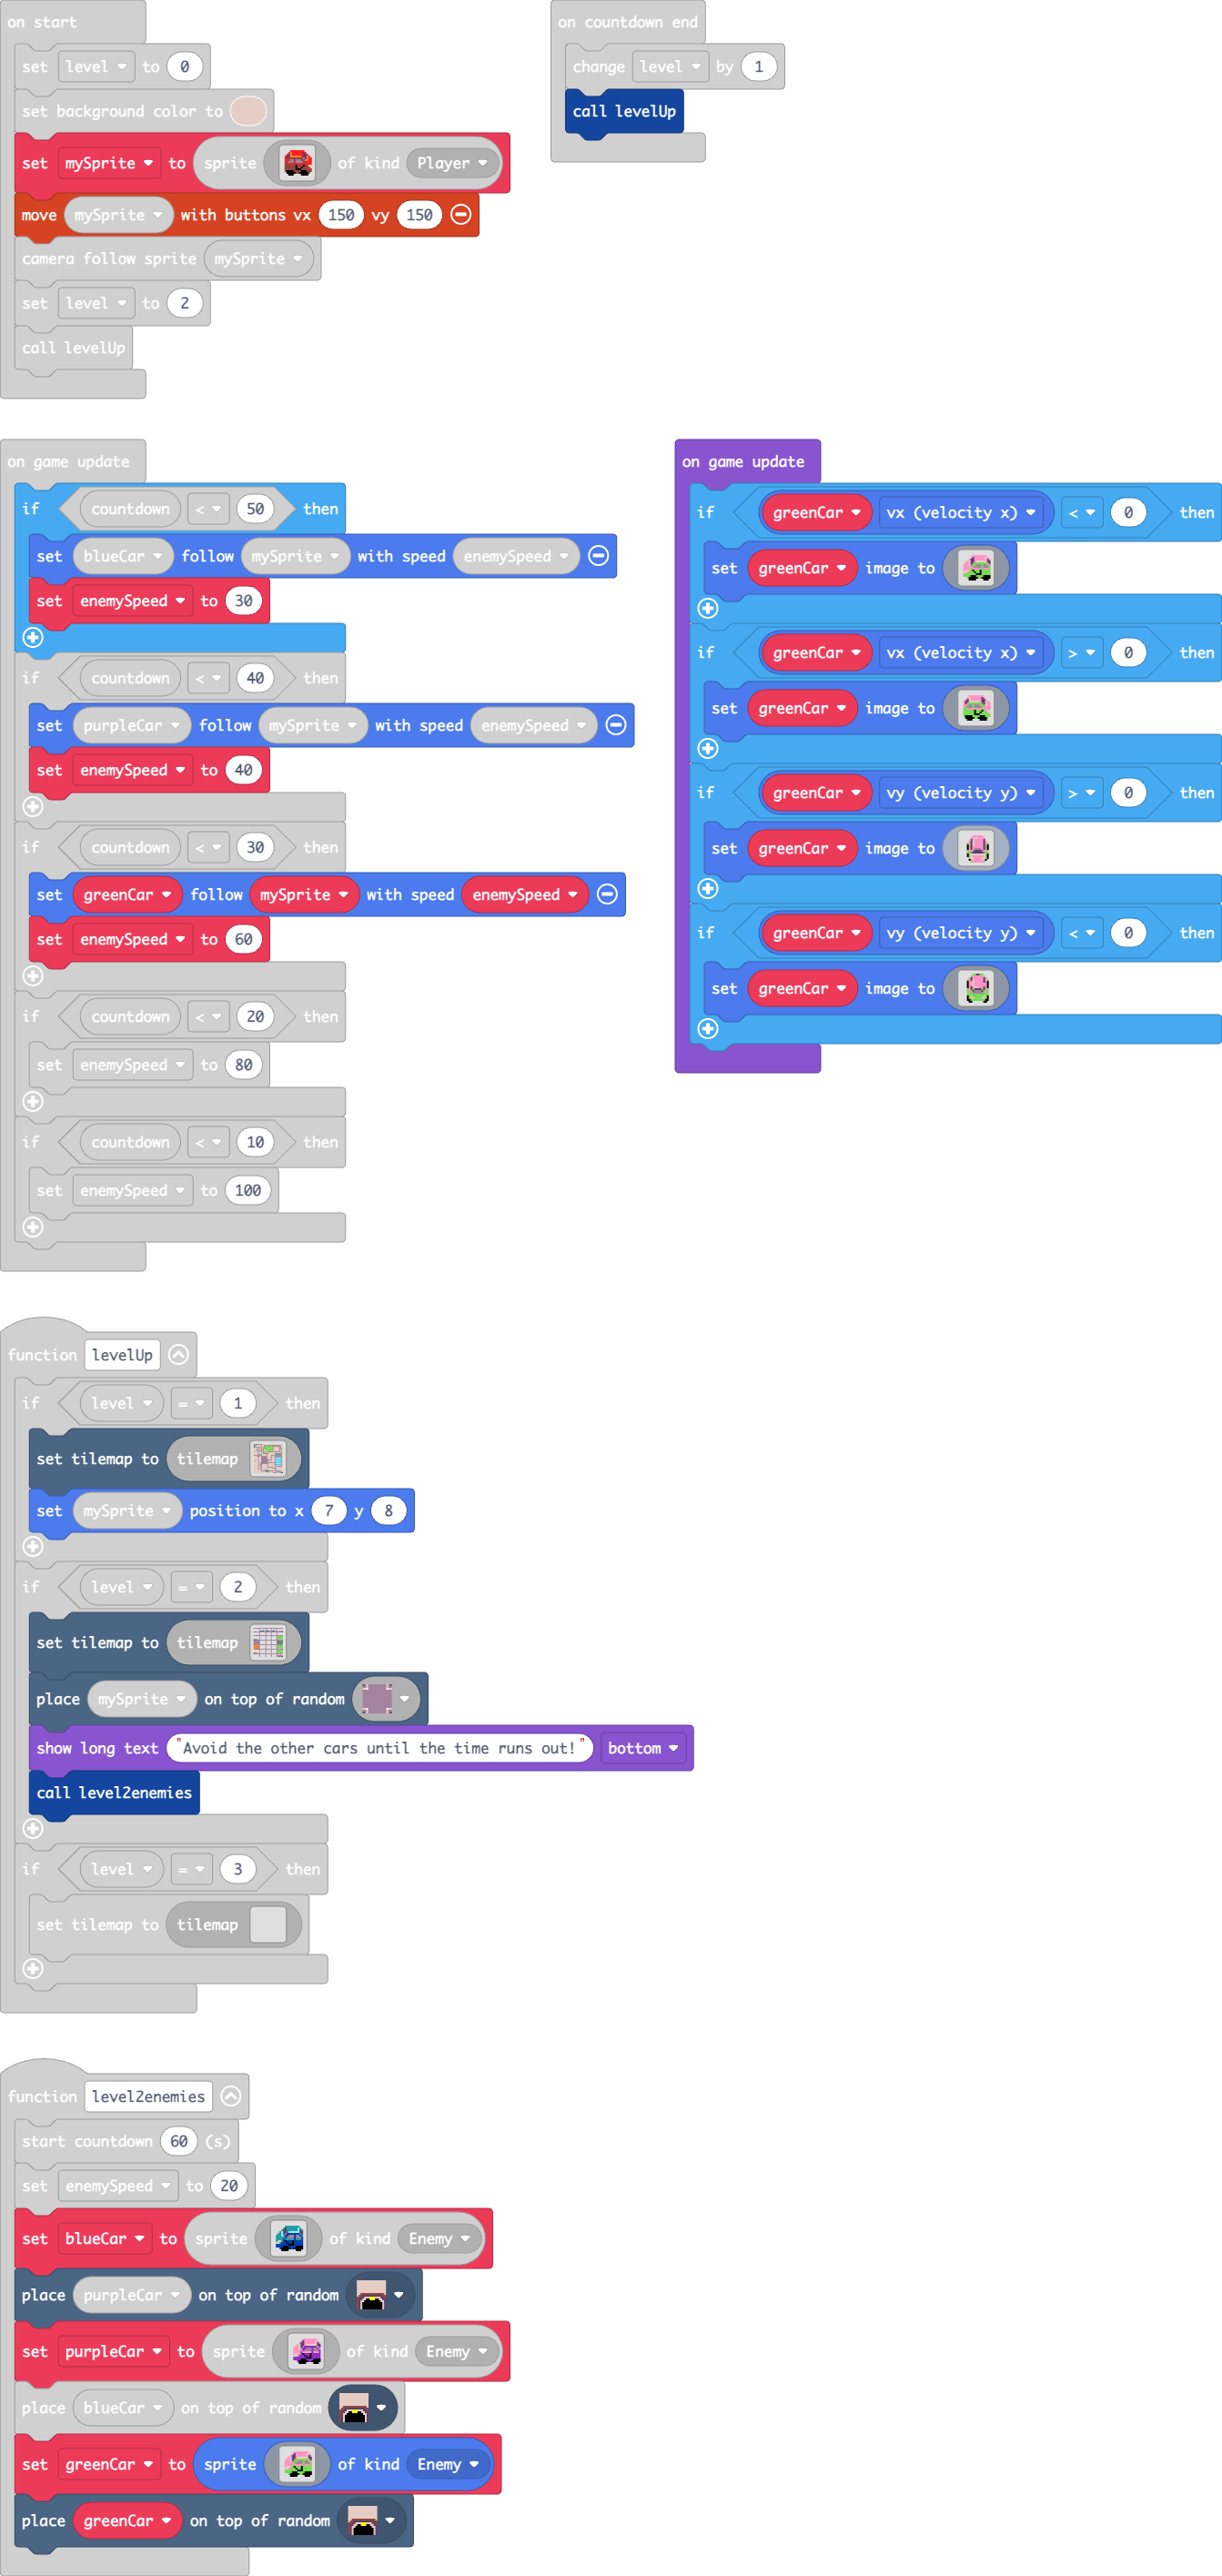 on start
set level to 0
set background color to
set mySprite to sprite of kind Player
move mySprite with buttons vx 150 vy 150
camera follow sprite mySprite
set level to 2
call levelUp
on countdown end
change level by 1
call levelUp
on game update
if countdown < 50 then
set blueCar follow mySprite with speed enemySpeed
set enemySpeed to 30
if countdown < 40 then
set purpleCar follow mySprite with speed enemySpeed
set enemySpeed to 40
if countdown < 30 then
set greenCar follow mySprite with speed enemySpeed
set enemySpeed to 60
if countdown < 20 then
set enemySpeed to 80
if countdown < 10 then
set enemySpeed to 100
on game update
if greenCar vx (velocity x) < 0 then
set greenCar image to
if greenCar vx (velocity x) > 0 then
set greenCar image to
if greenCar vy (velocity y) > 0 then
set greenCar image to
if greenCar vy (velocity y) < 0 then
set greenCar image to
function levelUp
if level = 1 then
set tilemap to tilemap
set mySprite position to x 7 y 8
if level = 2 then
set tilemap to tilemap
place mySprite on top of random
show long text "Avoid the other cars until the time runs out!" bottom
call level2enemies
if level = 3 then
set tilemap to tilemap
function level2enemies
start countdown 60 (s)
set enemySpeed to 20
set blueCar to sprite of kind Enemy
place purpleCar on top of random
set purpleCar to sprite of kind Enemy
place blueCar on top of random
set greenCar to sprite of kind Enemy
place greenCar on top of random